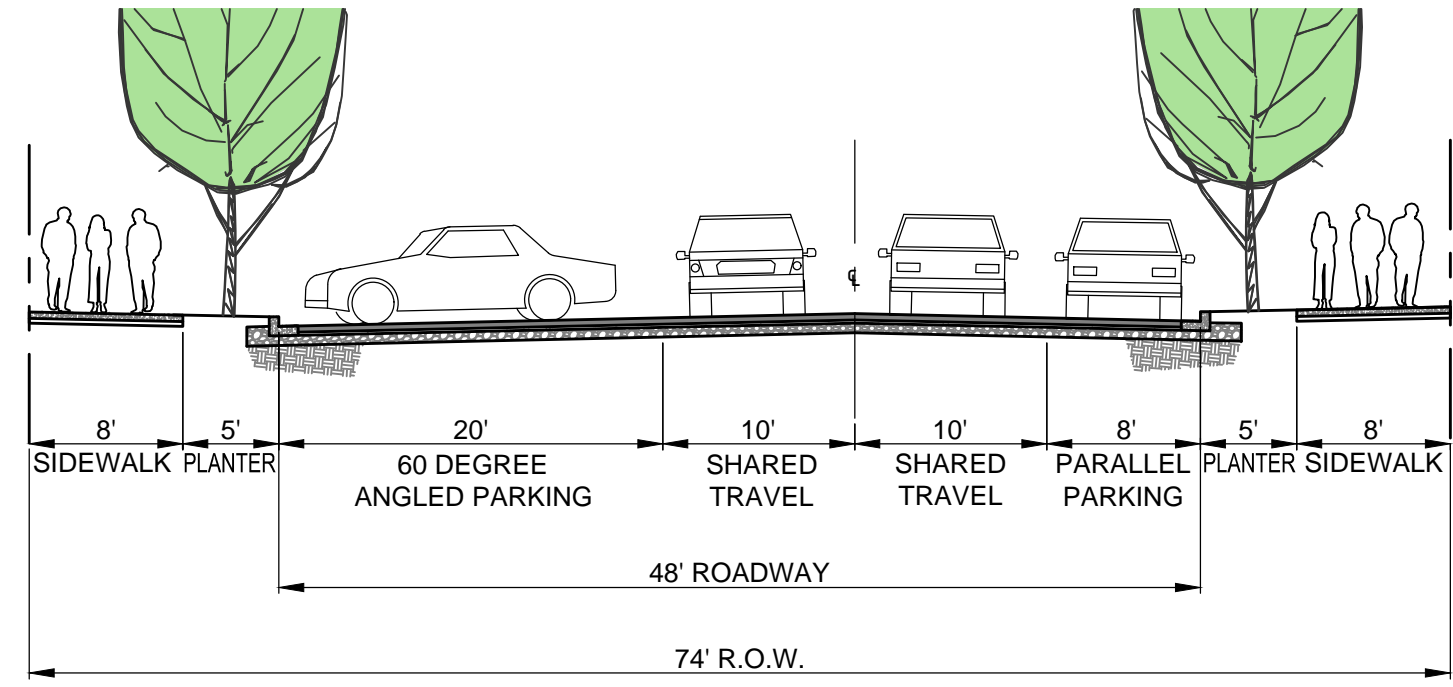 ℄
8' 5' 20' 10' 10' 8' 5' 8'
SIDEWALK PLANTER 60 DEGREE SHARED SHARED PARALLEL PLANTER SIDEWALK
ANGLED PARKING TRAVEL TRAVEL PARKING
48' ROADWAY
74' R.O.W.